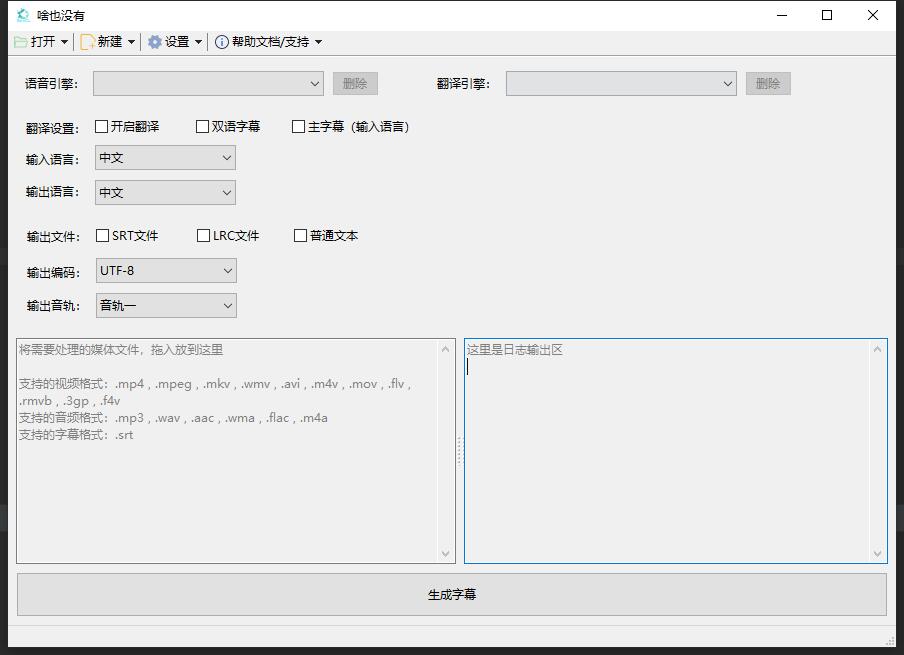 啥也没有
打开 新建 设置 帮助文档/支持
语音引擎： 删除 翻译引擎： 删除
翻译设置： 开启翻译 双语字幕 主字幕（输入语言）
输入语言： 中文
输出语言： 中文
输出文件： SRT文件 LRC文件 普通文本
输出编码： UTF-8
输出音轨： 音轨一
将需要处理的媒体文件，拖入放到这里
支持的视频格式：.mp4 , .mpeg , .mkv , .wmv , .avi , .m4v , .mov , .flv ,
.rmvb , .3gp , .f4v
支持的音频格式：.mp3 , .wav , .aac , .wma , .flac , .m4a
支持的字幕格式：.srt
这里是日志输出区
生成字幕